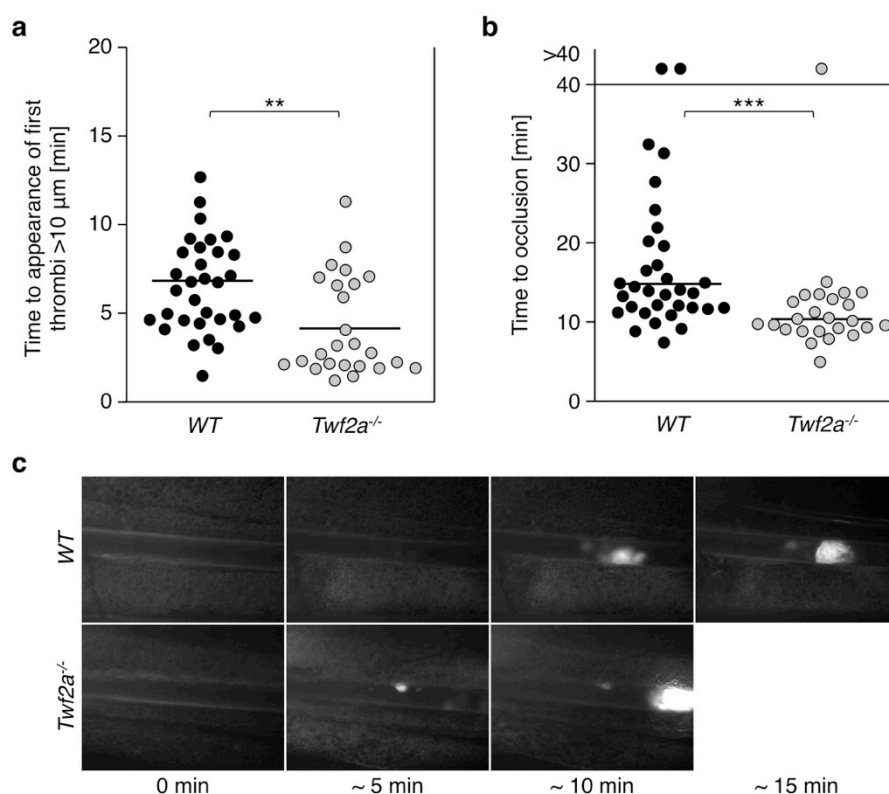 a
Time to appearance of first
thrombi >10 µm [min]
20
15
10
5
0
**
WT
Twf2a-/-
b
Time to occlusion [min]
>40
40
30
20
10
0
***
WT
Twf2a-/-
c
WT
Twf2a-/-
0 min
~ 5 min
~ 10 min
~ 15 min